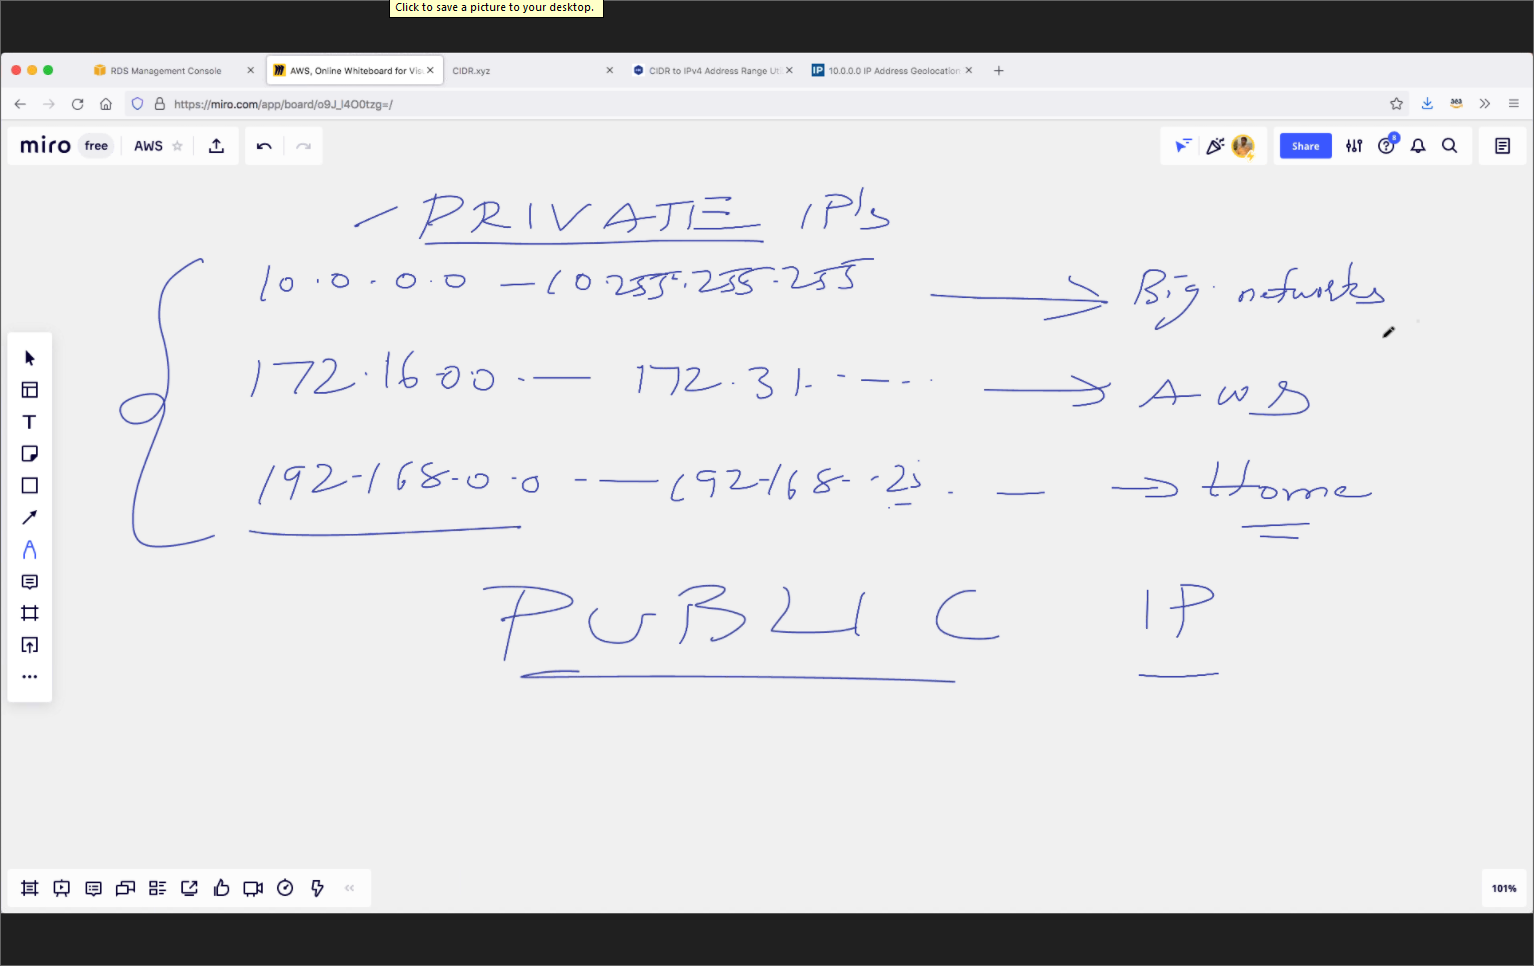 Click to save a picture to your desktop.
RDS Management Console
AWS, Online Whiteboard for Vis
CIDR.xyz
CIDR to IPv4 Address Range Ut
IP 10.0.0.0 IP Address Geolocation
https://miro.com/app/board/o9J_l4O0tzg=/
miro free AWS
Share
8
PRIVATE IP's
10.0.0.0 — 10.255.255.255 → Big networks
172.16.0.0 — 172.31. - - - → AWS
192.168.0.0 — 192.168. .25. — → Home
PUBLIC IP
T
101%